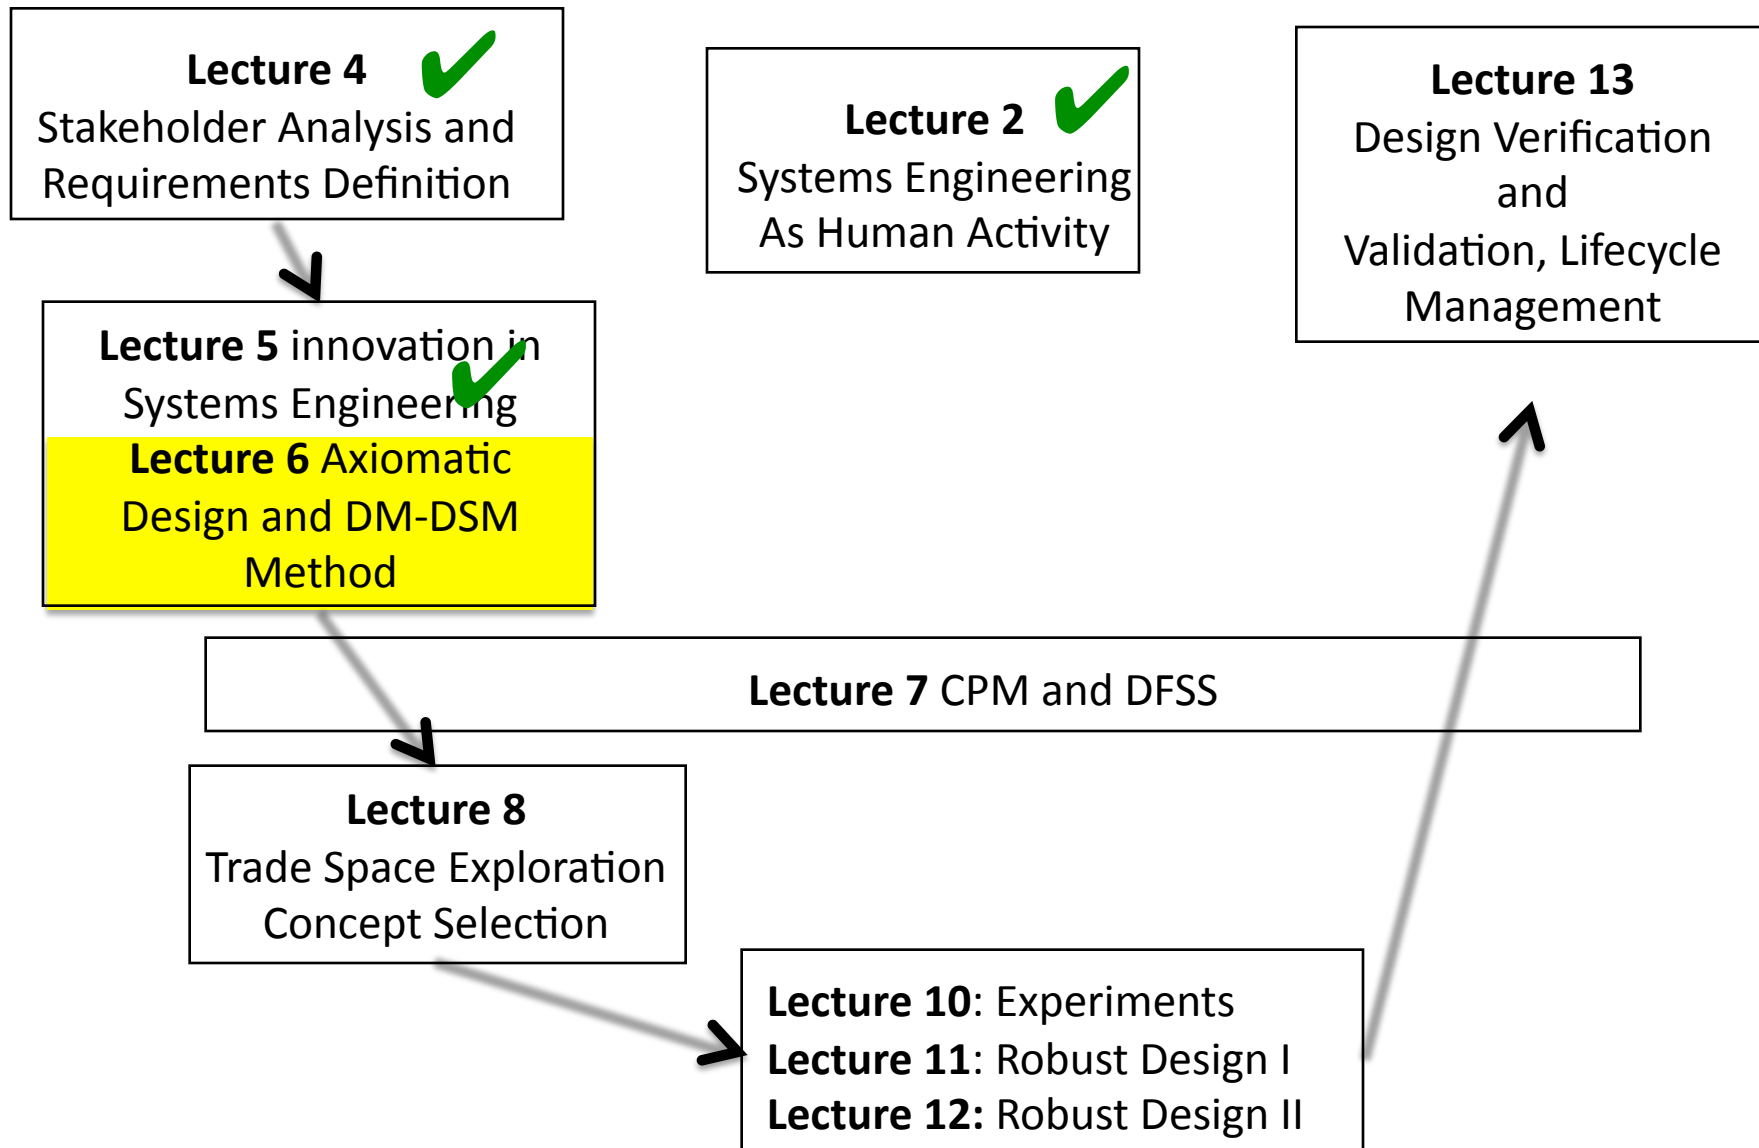 Lecture 4
Stakeholder Analysis and
Requirements Definition
Lecture 2
Systems Engineering
As Human Activity
Lecture 13
Design Verification
and
Validation, Lifecycle
Management
Lecture 5 innovation in
Systems Engineering
Lecture 6 Axiomatic
Design and DM-DSM
Method
Lecture 7 CPM and DFSS
Lecture 8
Trade Space Exploration
Concept Selection
Lecture 10: Experiments
Lecture 11: Robust Design I
Lecture 12: Robust Design II